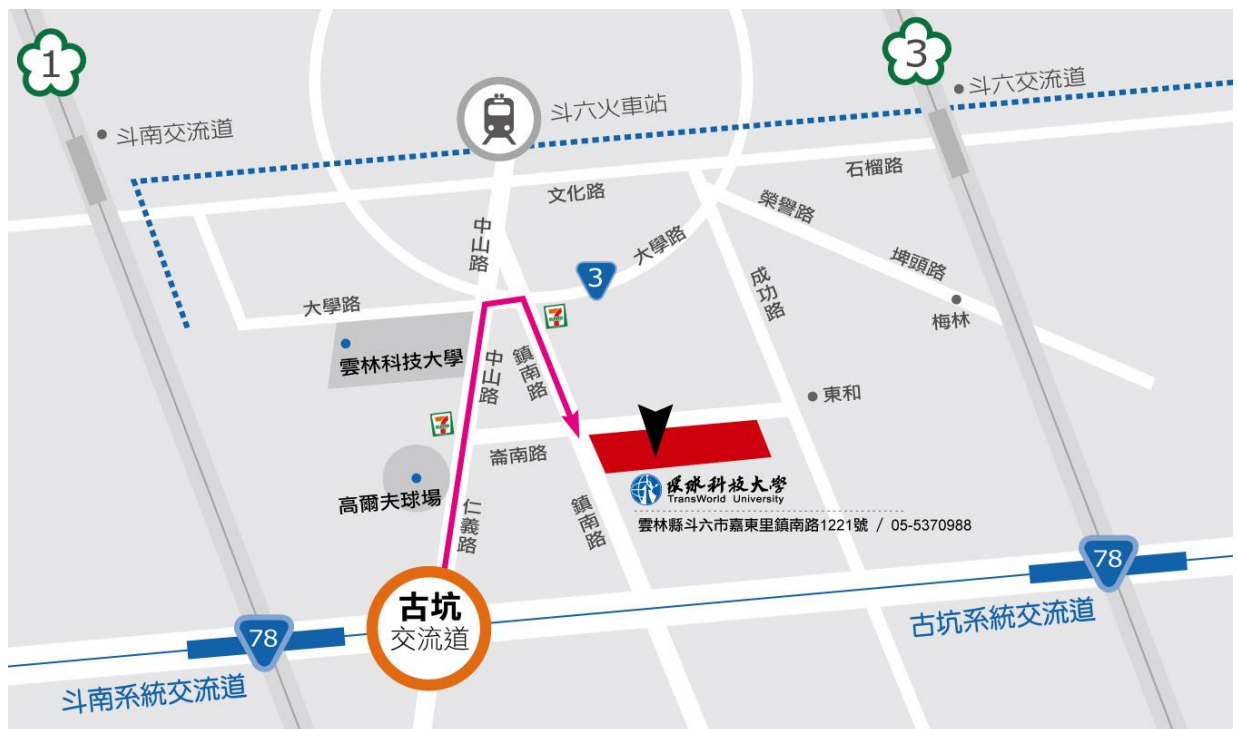 1
3
斗六交流道
斗南交流道
斗六火車站
石榴路
文化路
榮譽路
中山路
大學路
埤頭路
3
成功路
大學路
7
梅林
雲林科技大學
中山路
鎮南路
東和
7
崙南路
高爾夫球場
環球科技大學
TransWorld University
仁義路
鎮南路
雲林縣斗六市嘉東里鎮南路1221號 / 05-5370988
78
古坑
交流道
古坑系統交流道
78
斗南系統交流道